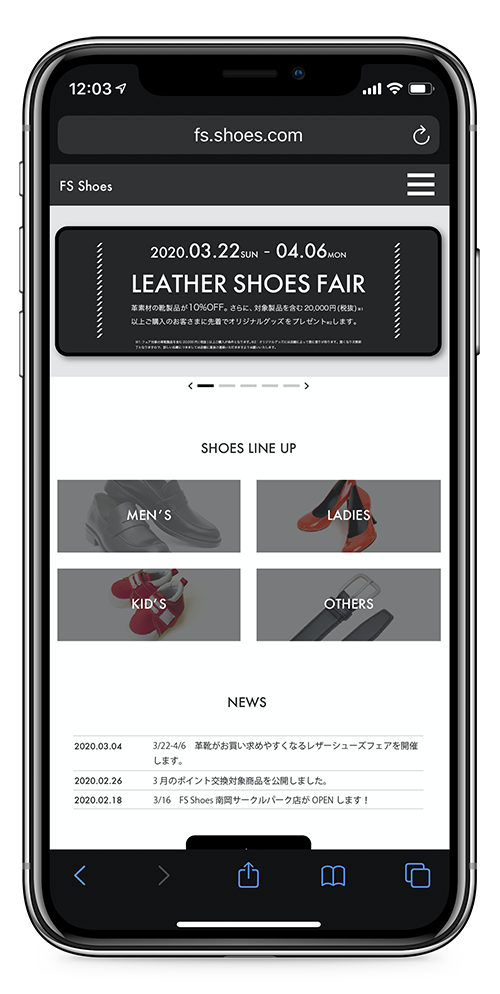 12:03
fs.shoes.com
FS Shoes
2020.03.22SUN - 04.06MON
LEATHER SHOES FAIR
革素材の靴製品が10%OFF。さらに、対象製品を含む20,000円(税抜)※1
以上ご購入のお客さまに先着でオリジナルグッズをプレゼント※2します。
SHOES LINE UP
MEN'S
LADIES
KID'S
OTHERS
NEWS
2020.03.04 3/22-4/6 革靴がお買い求めやすくなるレザーシューズフェアを開催
します。
2020.02.26 3月のポイント交換対象商品を公開しました。
2020.02.18 3/16 FS Shoes 南岡サークルパーク店が OPEN します！